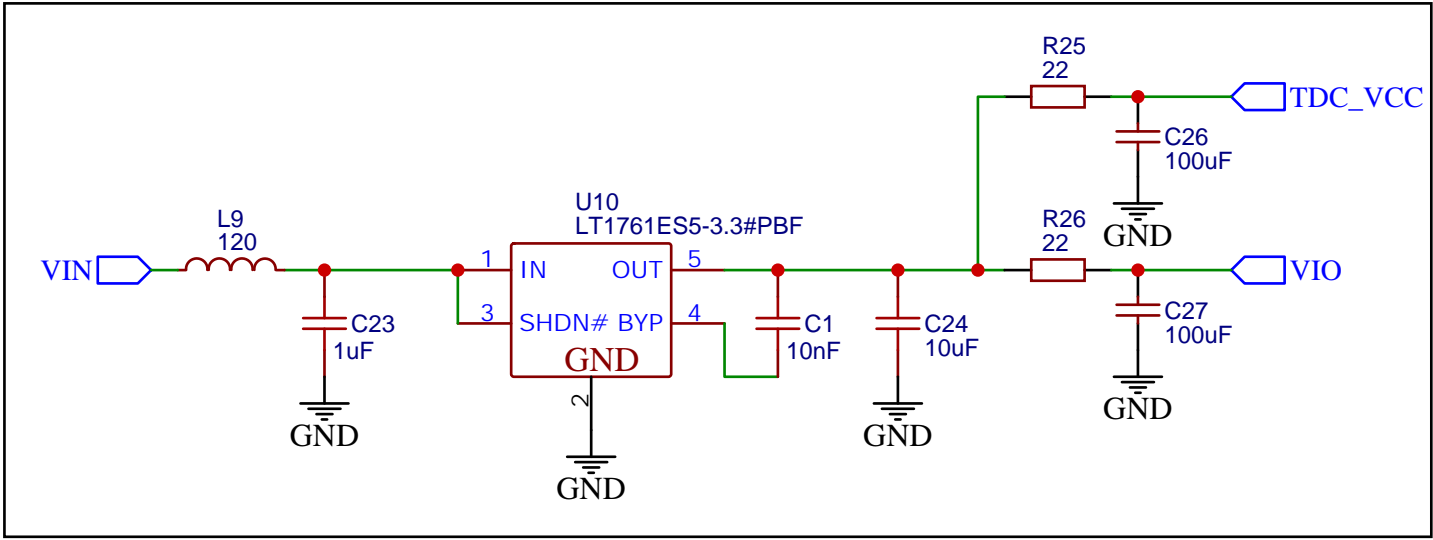 R25
22
TDC_VCC
C26
100uF
GND
U10
LT1761ES5-3.3#PBF
L9
120
VIN
C23
1uF
GND
1
IN
OUT
5
3
SHDN#
BYP
4
GND
2
GND
C1
10nF
C24
10uF
GND
R26
22
VIO
C27
100uF
GND